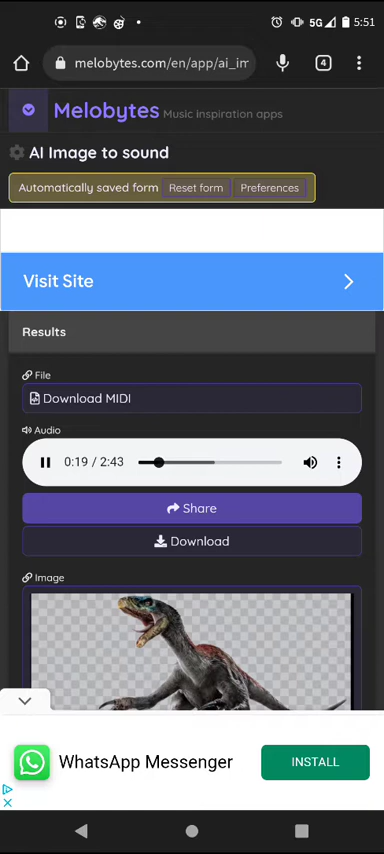 5G 5:51
melobytes.com/en/app/ai_im 4
Melobytes Music inspiration apps
AI Image to sound
Automatically saved form Reset form Preferences
Visit Site
Results
File
Download MIDI
Audio
0:19 / 2:43
Share
Download
Image
WhatsApp Messenger INSTALL